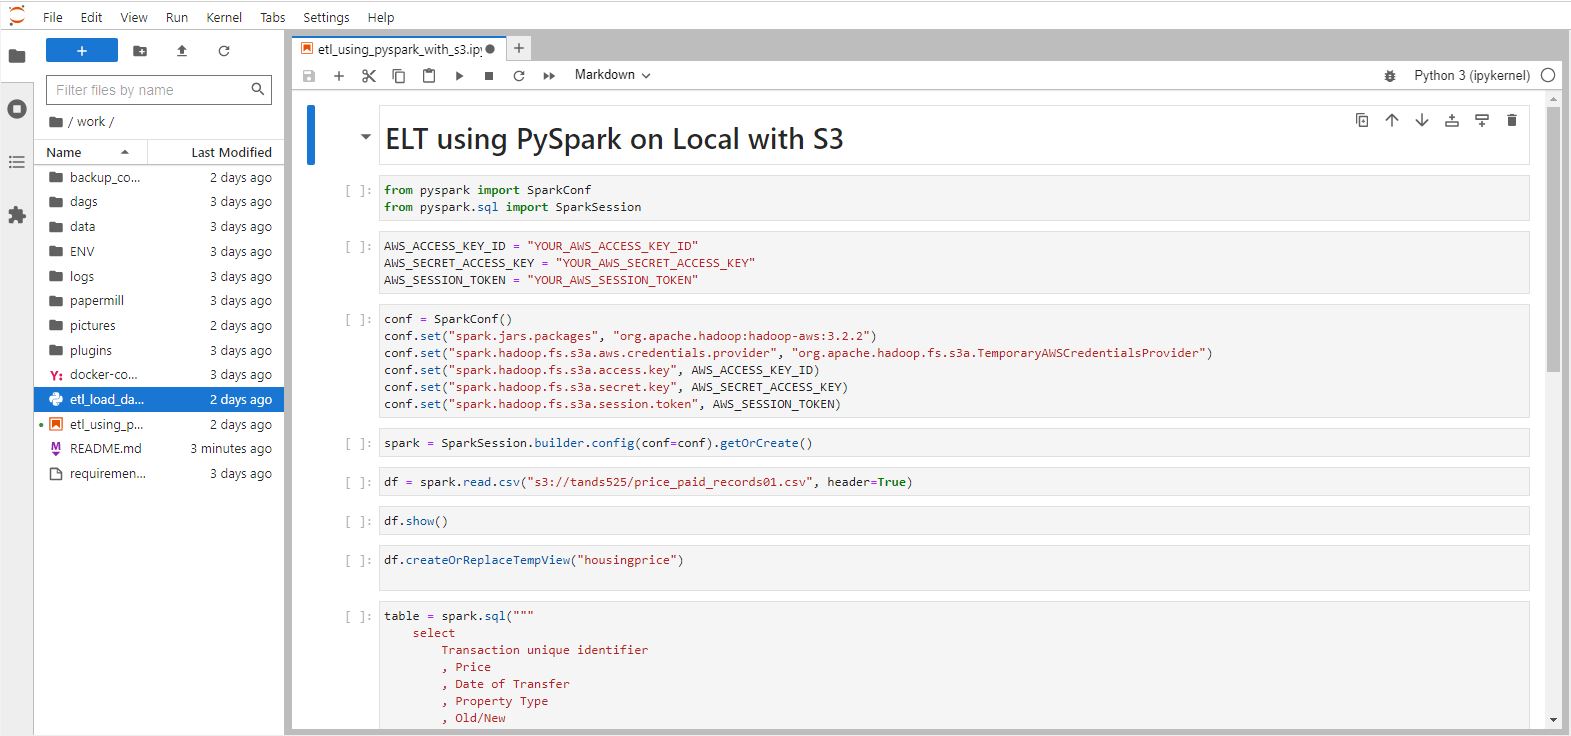 File Edit View Run Kernel Tabs Settings Help
+
Filter files by name
/ work /
Name Last Modified
backup_co... 2 days ago
dags 3 days ago
data 3 days ago
ENV 3 days ago
logs 3 days ago
papermill 3 days ago
pictures 2 days ago
plugins 3 days ago
Y: docker-co... 3 days ago
etl_load_da... 2 days ago
etl_using_p... 2 days ago
README.md 3 minutes ago
requiremen... 3 days ago
etl_using_pyspark_with_s3.ipy
Markdown
Python 3 (ipykernel)
ELT using PySpark on Local with S3
[ ]: from pyspark import SparkConf
from pyspark.sql import SparkSession
[ ]: AWS_ACCESS_KEY_ID = "YOUR_AWS_ACCESS_KEY_ID"
AWS_SECRET_ACCESS_KEY = "YOUR_AWS_SECRET_ACCESS_KEY"
AWS_SESSION_TOKEN = "YOUR_AWS_SESSION_TOKEN"
[ ]: conf = SparkConf()
conf.set("spark.jars.packages", "org.apache.hadoop:hadoop-aws:3.2.2")
conf.set("spark.hadoop.fs.s3a.aws.credentials.provider", "org.apache.hadoop.fs.s3a.TemporaryAWSCredentialsProvider")
conf.set("spark.hadoop.fs.s3a.access.key", AWS_ACCESS_KEY_ID)
conf.set("spark.hadoop.fs.s3a.secret.key", AWS_SECRET_ACCESS_KEY)
conf.set("spark.hadoop.fs.s3a.session.token", AWS_SESSION_TOKEN)
[ ]: spark = SparkSession.builder.config(conf=conf).getOrCreate()
[ ]: df = spark.read.csv("s3://tands525/price_paid_records01.csv", header=True)
[ ]: df.show()
[ ]: df.createOrReplaceTempView("housingprice")
[ ]: table = spark.sql("""
select
Transaction unique identifier
, Price
, Date of Transfer
, Property Type
, Old/New